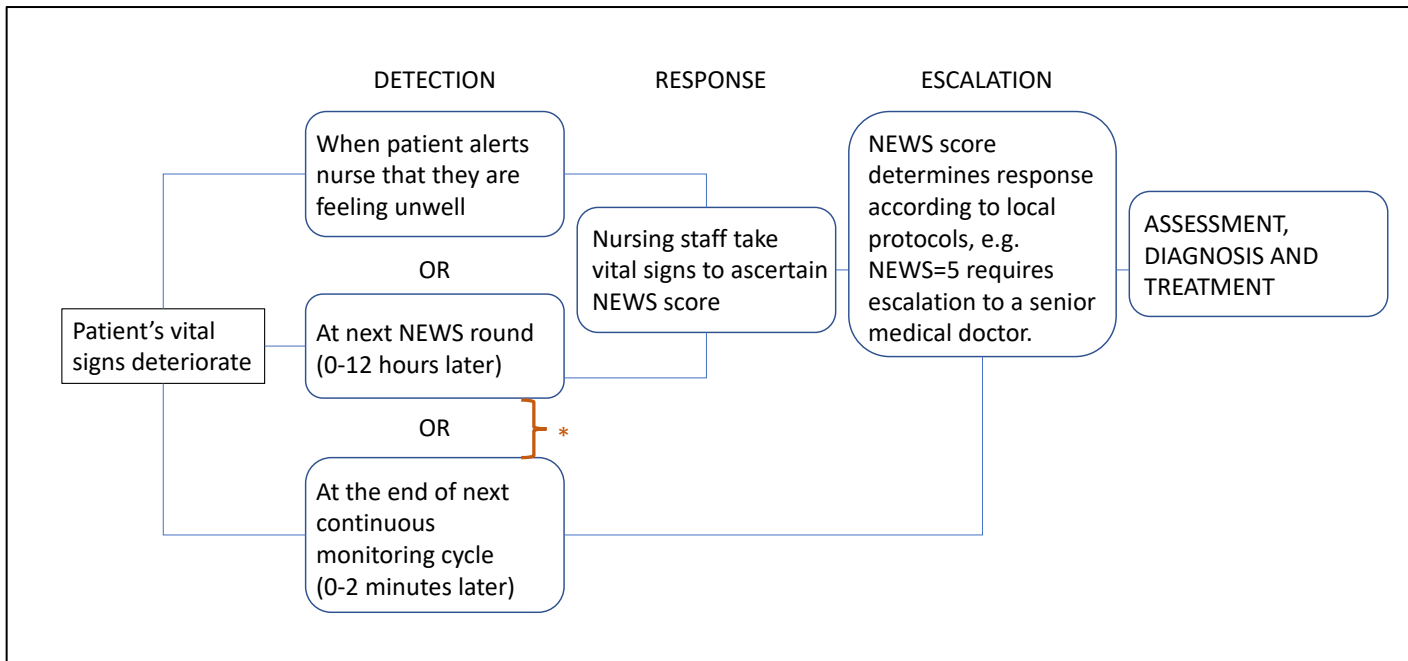 DETECTION
RESPONSE
ESCALATION
When patient alerts
nurse that they are
feeling unwell
OR
At next NEWS round
(0-12 hours later)
OR
*
At the end of next
continuous
monitoring cycle
(0-2 minutes later)
Patient's vital
signs deteriorate
Nursing staff take
vital signs to ascertain
NEWS score
NEWS score
determines response
according to local
protocols, e.g.
NEWS=5 requires
escalation to a senior
medical doctor.
ASSESSMENT,
DIAGNOSIS AND
TREATMENT